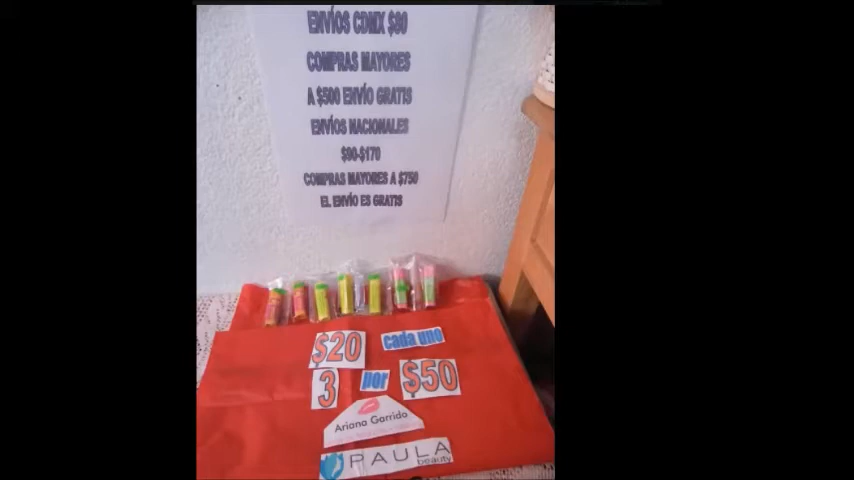 ENVÍOS CDMX $80
COMPRAS MAYORES
A $500 ENVÍO GRATIS
ENVÍOS NACIONALES
$90-$170
COMPRAS MAYORES A $750
EL ENVÍO ES GRATIS
$20 cada uno
3 por $50
Ariana Garrido
PAULA
beauty